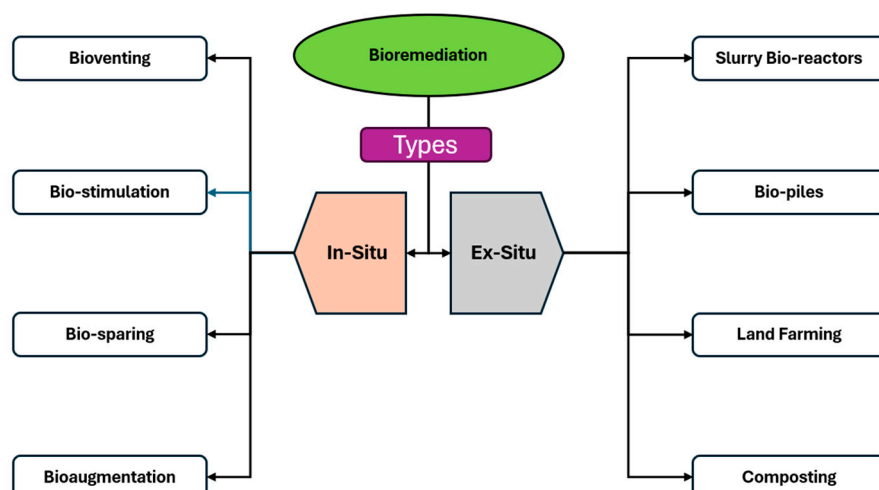 Bioremediation
Types
In-Situ
Ex-Situ
Bioventing
Bio-stimulation
Bio-sparing
Bioaugmentation
Slurry Bio-reactors
Bio-piles
Land Farming
Composting